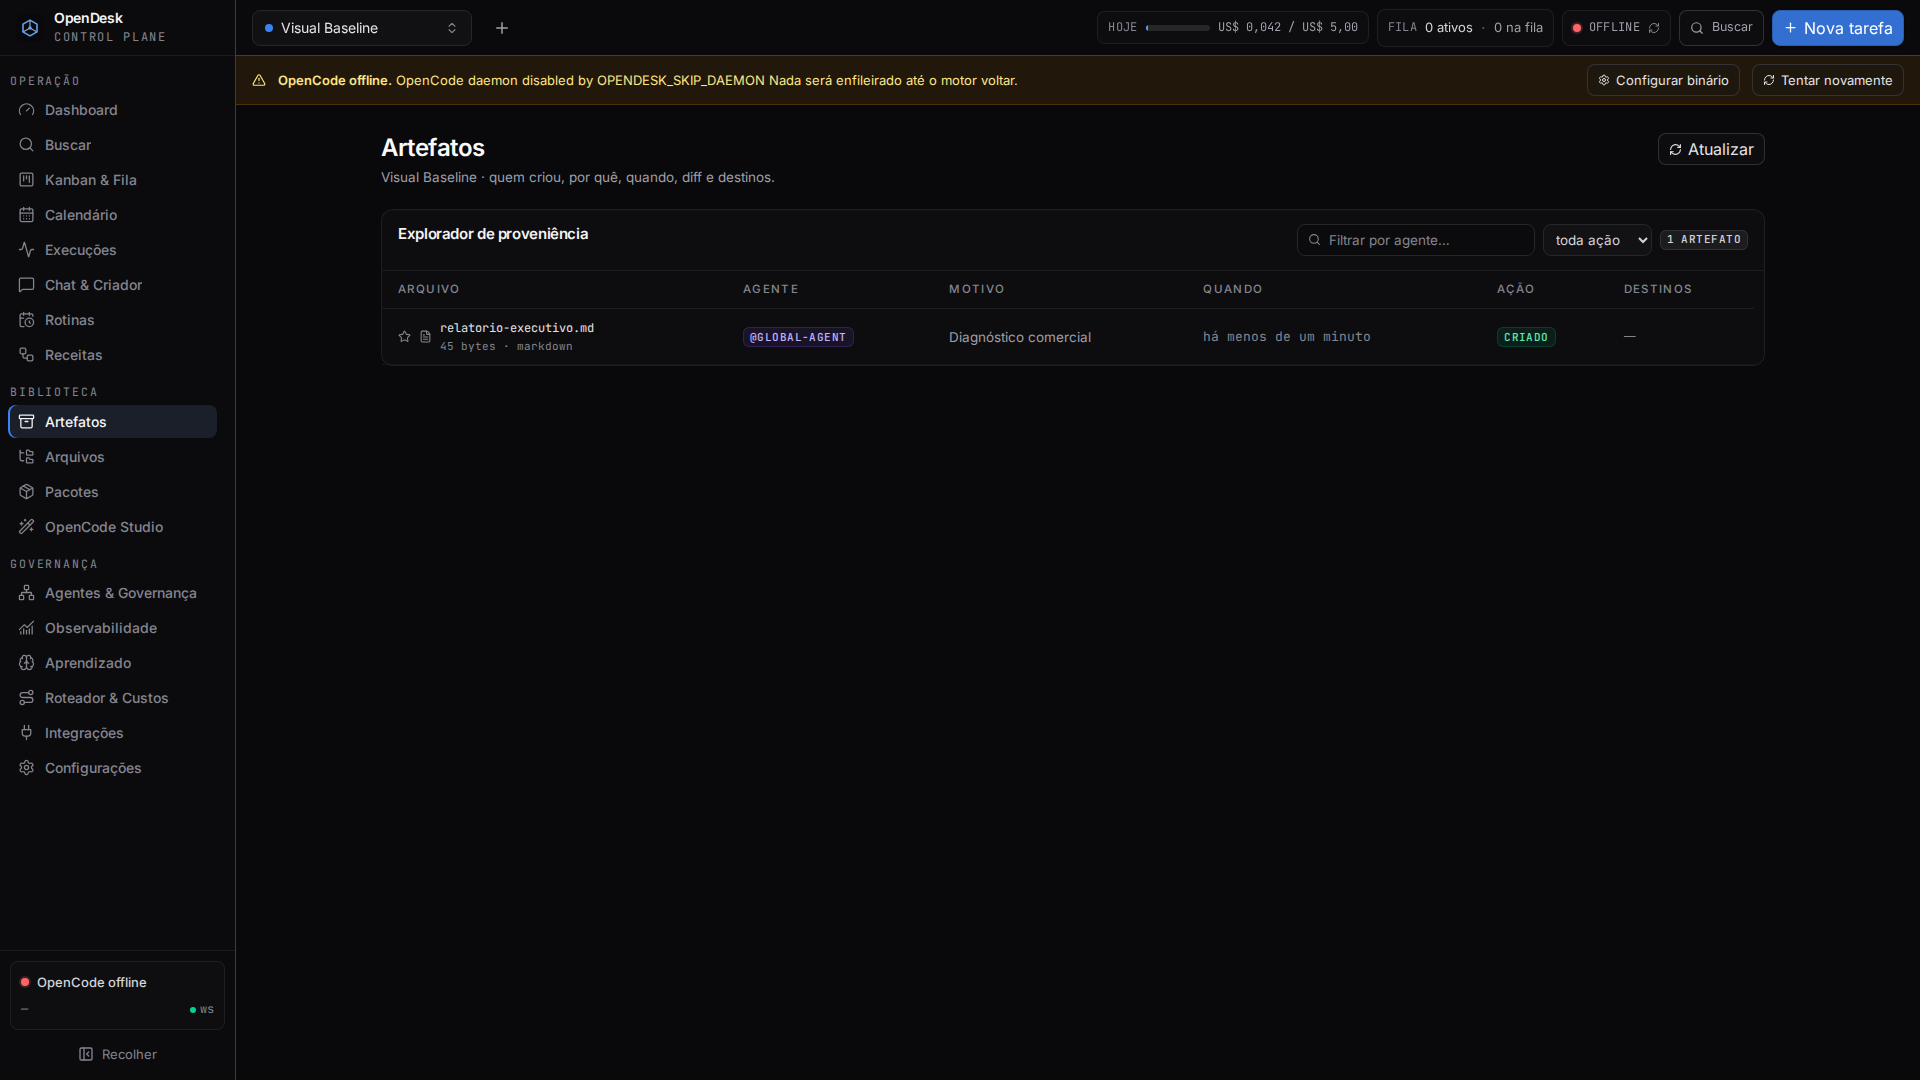 OpenDesk
CONTROL PLANE
Visual Baseline
HOJE US$ 0,042 / US$ 5,00
FILA 0 ativos · 0 na fila
OFFLINE
Buscar
Nova tarefa
OpenCode offline. OpenCode daemon disabled by OPENDESK_SKIP_DAEMON Nada será enfileirado até o motor voltar.
Configurar binário
Tentar novamente
OPERAÇÃO
Dashboard
Buscar
Kanban & Fila
Calendário
Execuções
Chat & Criador
Rotinas
Receitas
BIBLIOTECA
Artefatos
Arquivos
Pacotes
OpenCode Studio
GOVERNANÇA
Agentes & Governança
Observabilidade
Aprendizado
Roteador & Custos
Integrações
Configurações
OpenCode offline
—
WS
Recolher
Artefatos
Visual Baseline · quem criou, por quê, quando, diff e destinos.
Atualizar
Explorador de proveniência
Filtrar por agente...
toda ação
1 ARTEFATO
ARQUIVO AGENTE MOTIVO QUANDO AÇÃO DESTINOS
relatorio-executivo.md
45 bytes · markdown
@GLOBAL-AGENT
Diagnóstico comercial
há menos de um minuto
CRIADO
—